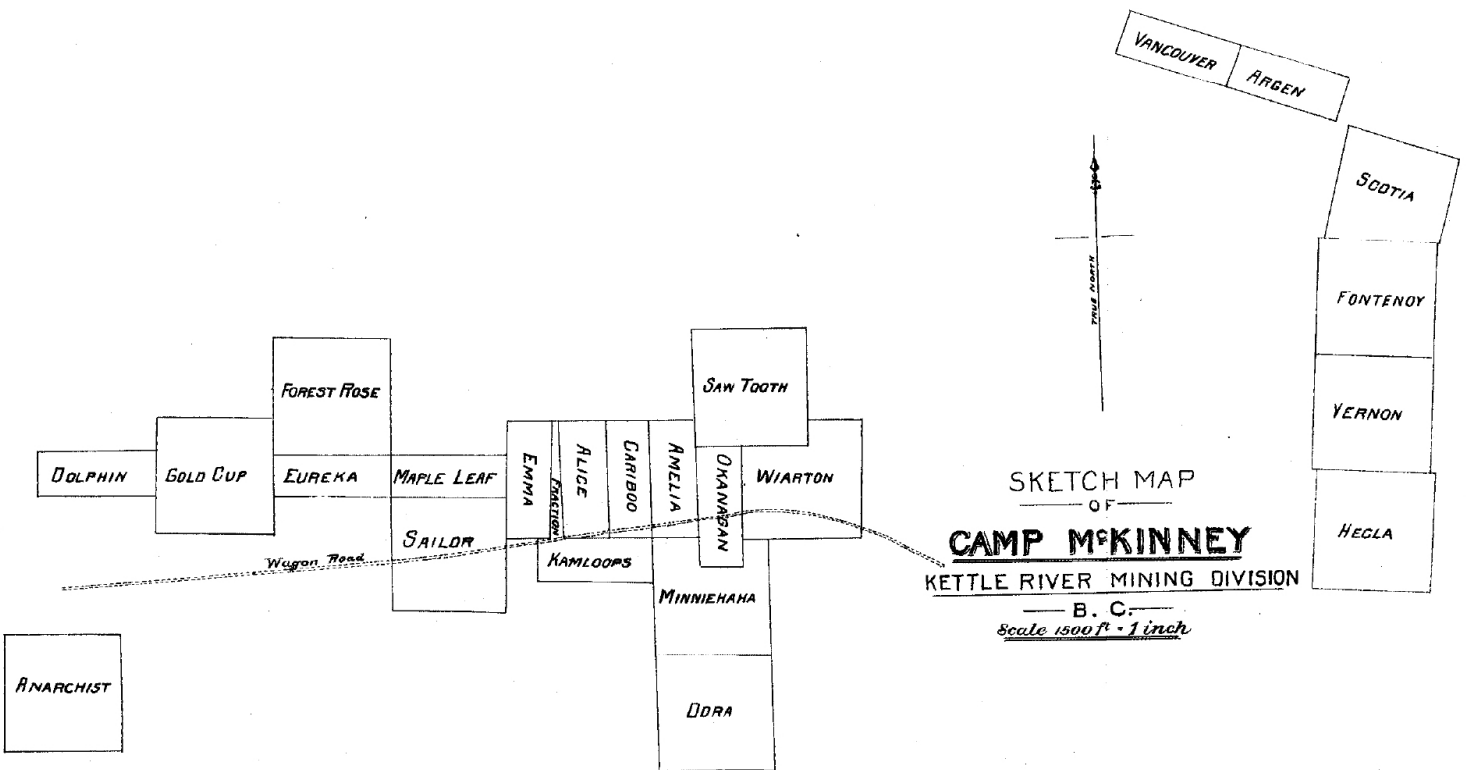 VANCOUVER
ARGEN
SCOTIA
TRUE NORTH
FONTENOY
FOREST ROSE
SAW TOOTH
VERNON
DOLPHIN
GOLD CUP
EUREKA
MAPLE LEAF
EMMA
FRACTION
ALICE
CARIBOO
AMELIA
OKANAGAN
WIARTON
SKETCH MAP
OF
CAMP McKINNEY
KETTLE RIVER MINING DIVISION
B. C.
Scale 1500 ft = 1 inch
HECLA
SAILOR
Wagon Road
KAMLOOPS
MINNIEHAHA
ANARCHIST
DORA